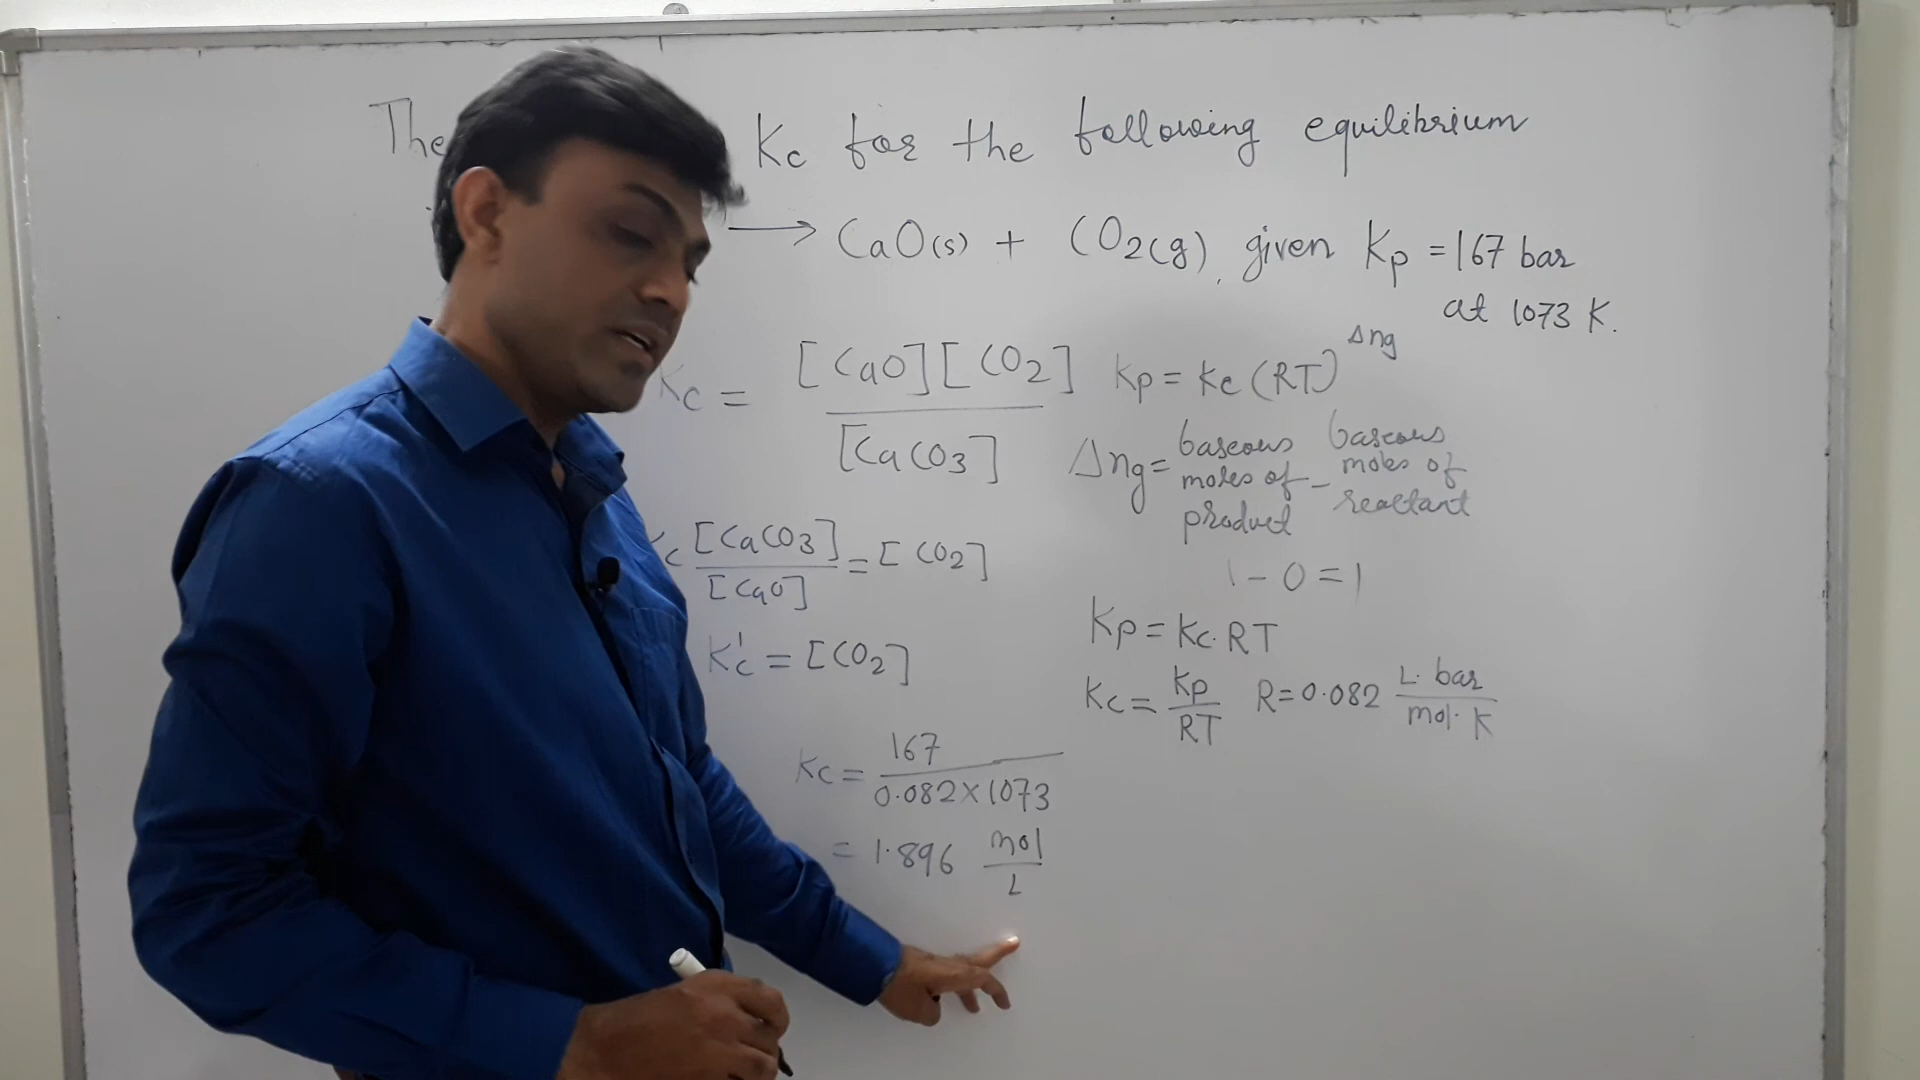 The Kc for the following equilibrium
→ CaO(s) + CO2(g), given Kp = 167 bar
at 1073 K.
Kc = [CaO][CO2] / [CaCO3]
Kp = Kc (RT)^Δng
Δng = Gaseous moles of product - Gaseous moles of reactant
1 - 0 = 1
[CaCO3] / [CaO] = [CO2]
K'c = [CO2]
Kp = Kc. RT
Kc = Kp / RT R = 0.082 L. bar / mol. K
Kc = 167 / 0.082 × 1073
= 1.896 mol / L